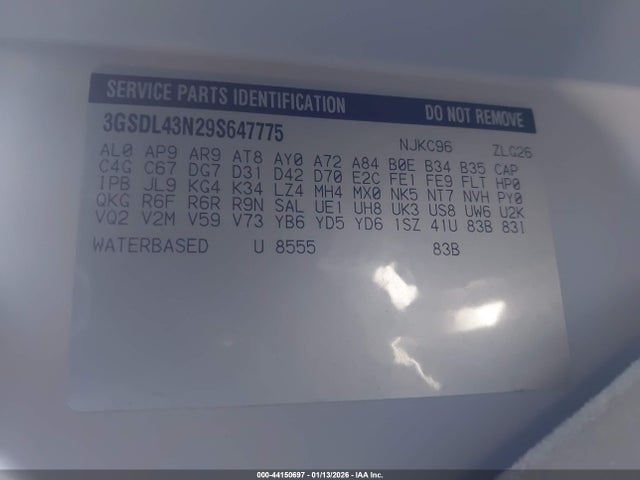 SERVICE PARTS IDENTIFICATION DO NOT REMOVE
3GSDL43N29S647775 NJKC96 ZLG26
AL0 AP9 AR9 AT8 AY0 A72 A84 B0E B34 B35 CAP
C4G C67 DG7 D31 D42 D70 E2C FE1 FE9 FLT HP0
IPB JL9 KG4 K34 LZ4 MH4 MX0 NK5 NT7 NVH PY0
QKG R6F R6R R9N SAL UE1 UH8 UK3 US8 UW6 U2K
VQ2 V2M V59 V73 YB6 YD5 YD6 1SZ 41U 83B 831
WATERBASED U 8555 83B
000-44150697 - 01/13/2026 - IAA Inc.